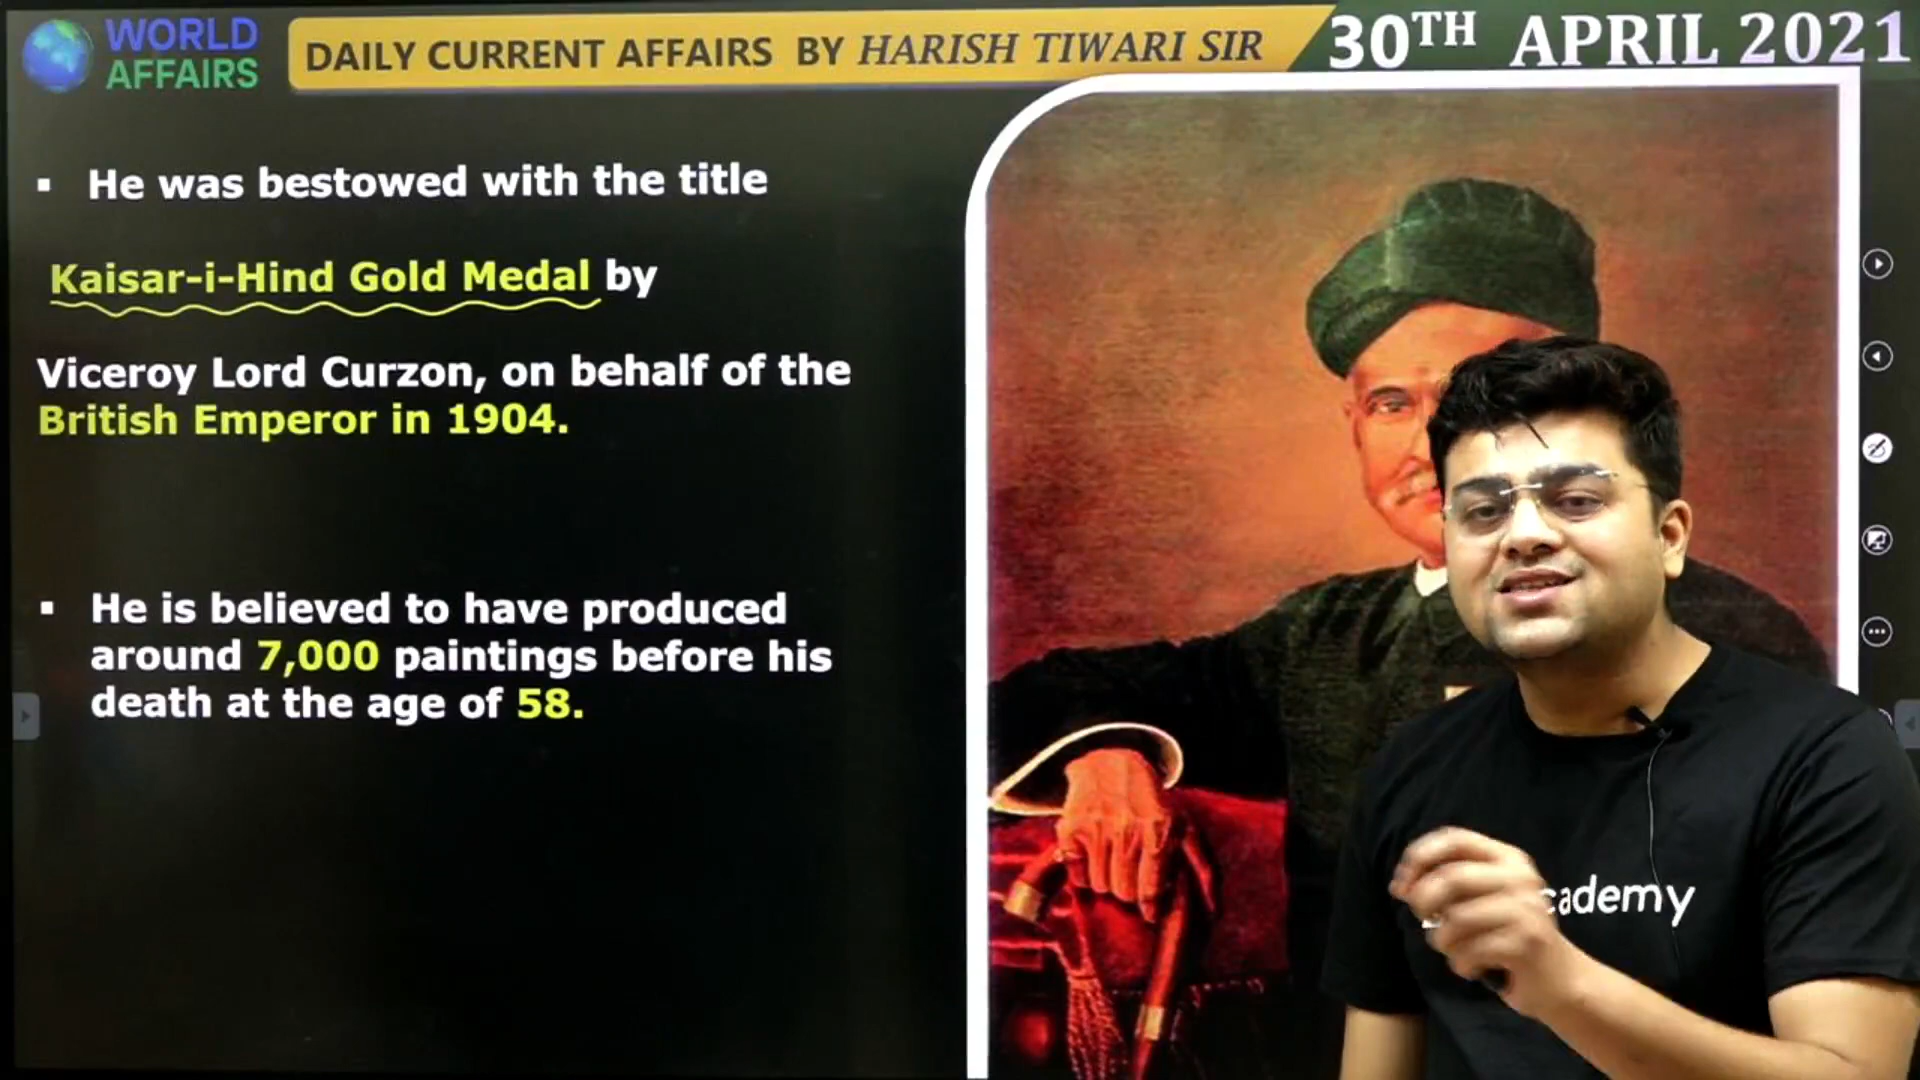 WORLD
AFFAIRS
DAILY CURRENT AFFAIRS BY HARISH TIWARI SIR
30TH APRIL 2021
▪ He was bestowed with the title
Kaisar-i-Hind Gold Medal by
Viceroy Lord Curzon, on behalf of the
British Emperor in 1904.
▪ He is believed to have produced
around 7,000 paintings before his
death at the age of 58.
cademy